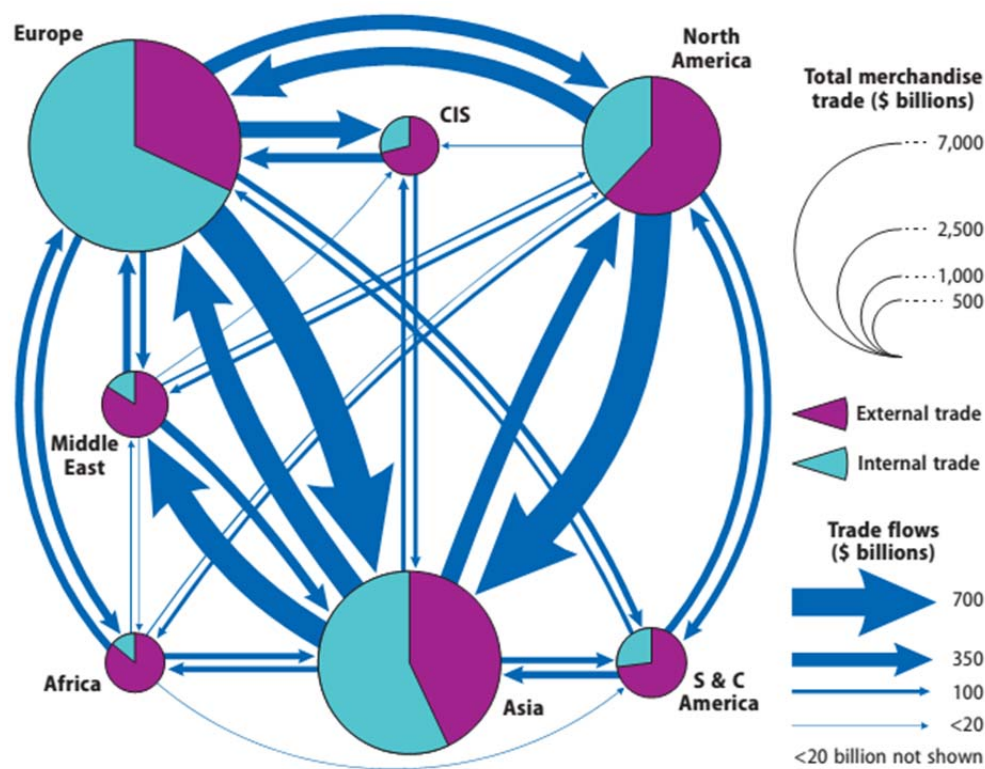 Europe
North
America
CIS
Total merchandise
trade ($ billions)
7,000
2,500
1,000
500
Middle
East
External trade
Internal trade
Trade flows
($ billions)
700
350
100
<20
<20 billion not shown
Africa
Asia
S & C
America